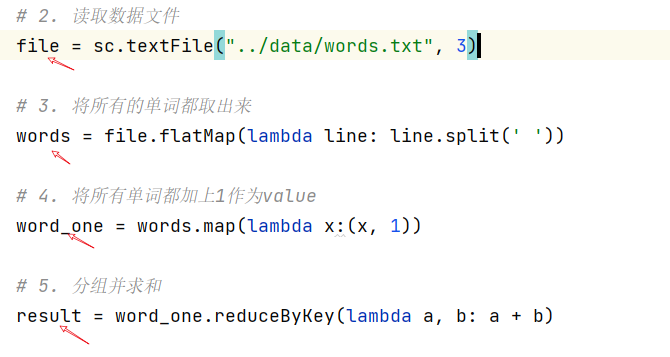 # 2. 读取数据文件
file = sc.textFile("../data/words.txt", 3)
# 3. 将所有的单词都取出来
words = file.flatMap(lambda line: line.split(' '))
# 4. 将所有单词都加上1作为value
word_one = words.map(lambda x:(x, 1))
# 5. 分组并求和
result = word_one.reduceByKey(lambda a, b: a + b)